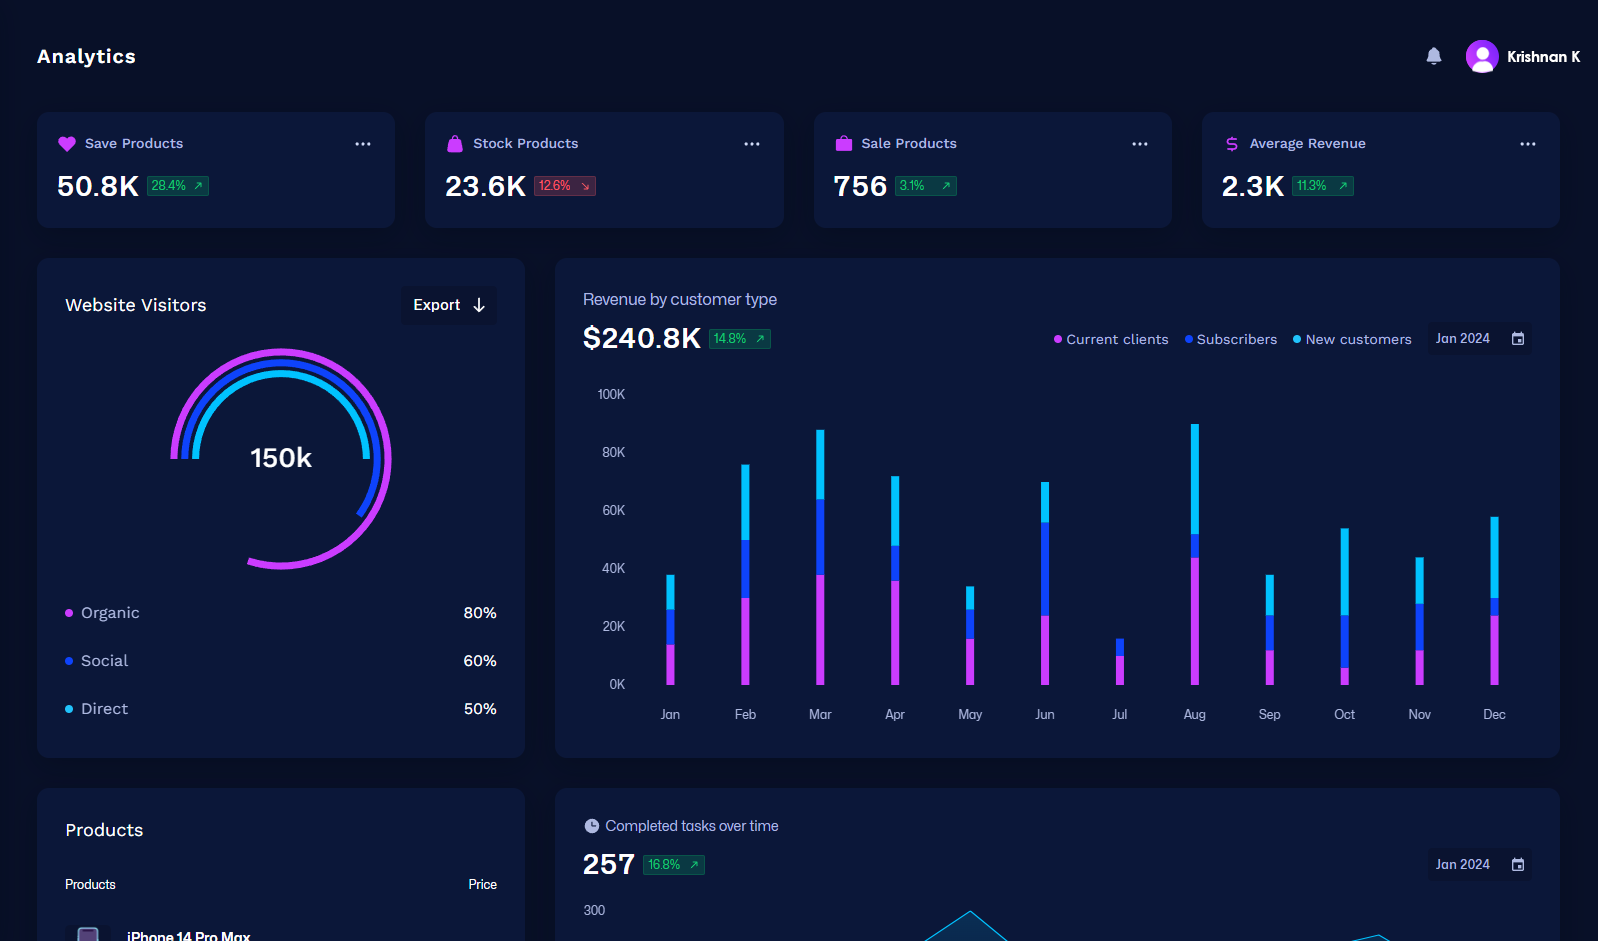 Analytics
Krishnan K
Save Products
50.8K 28.4%
Stock Products
23.6K 12.6%
Sale Products
756 3.1%
Average Revenue
2.3K 11.3%
Website Visitors
Export
150k
Organic 80%
Social 60%
Direct 50%
Revenue by customer type
$240.8K 14.8%
Current clients Subscribers New customers Jan 2024
100K
80K
60K
40K
20K
0K
Jan Feb Mar Apr May Jun Jul Aug Sep Oct Nov Dec
Products
Products Price
iPhone 14 Pro Max
Completed tasks over time
257 16.8%
Jan 2024
300